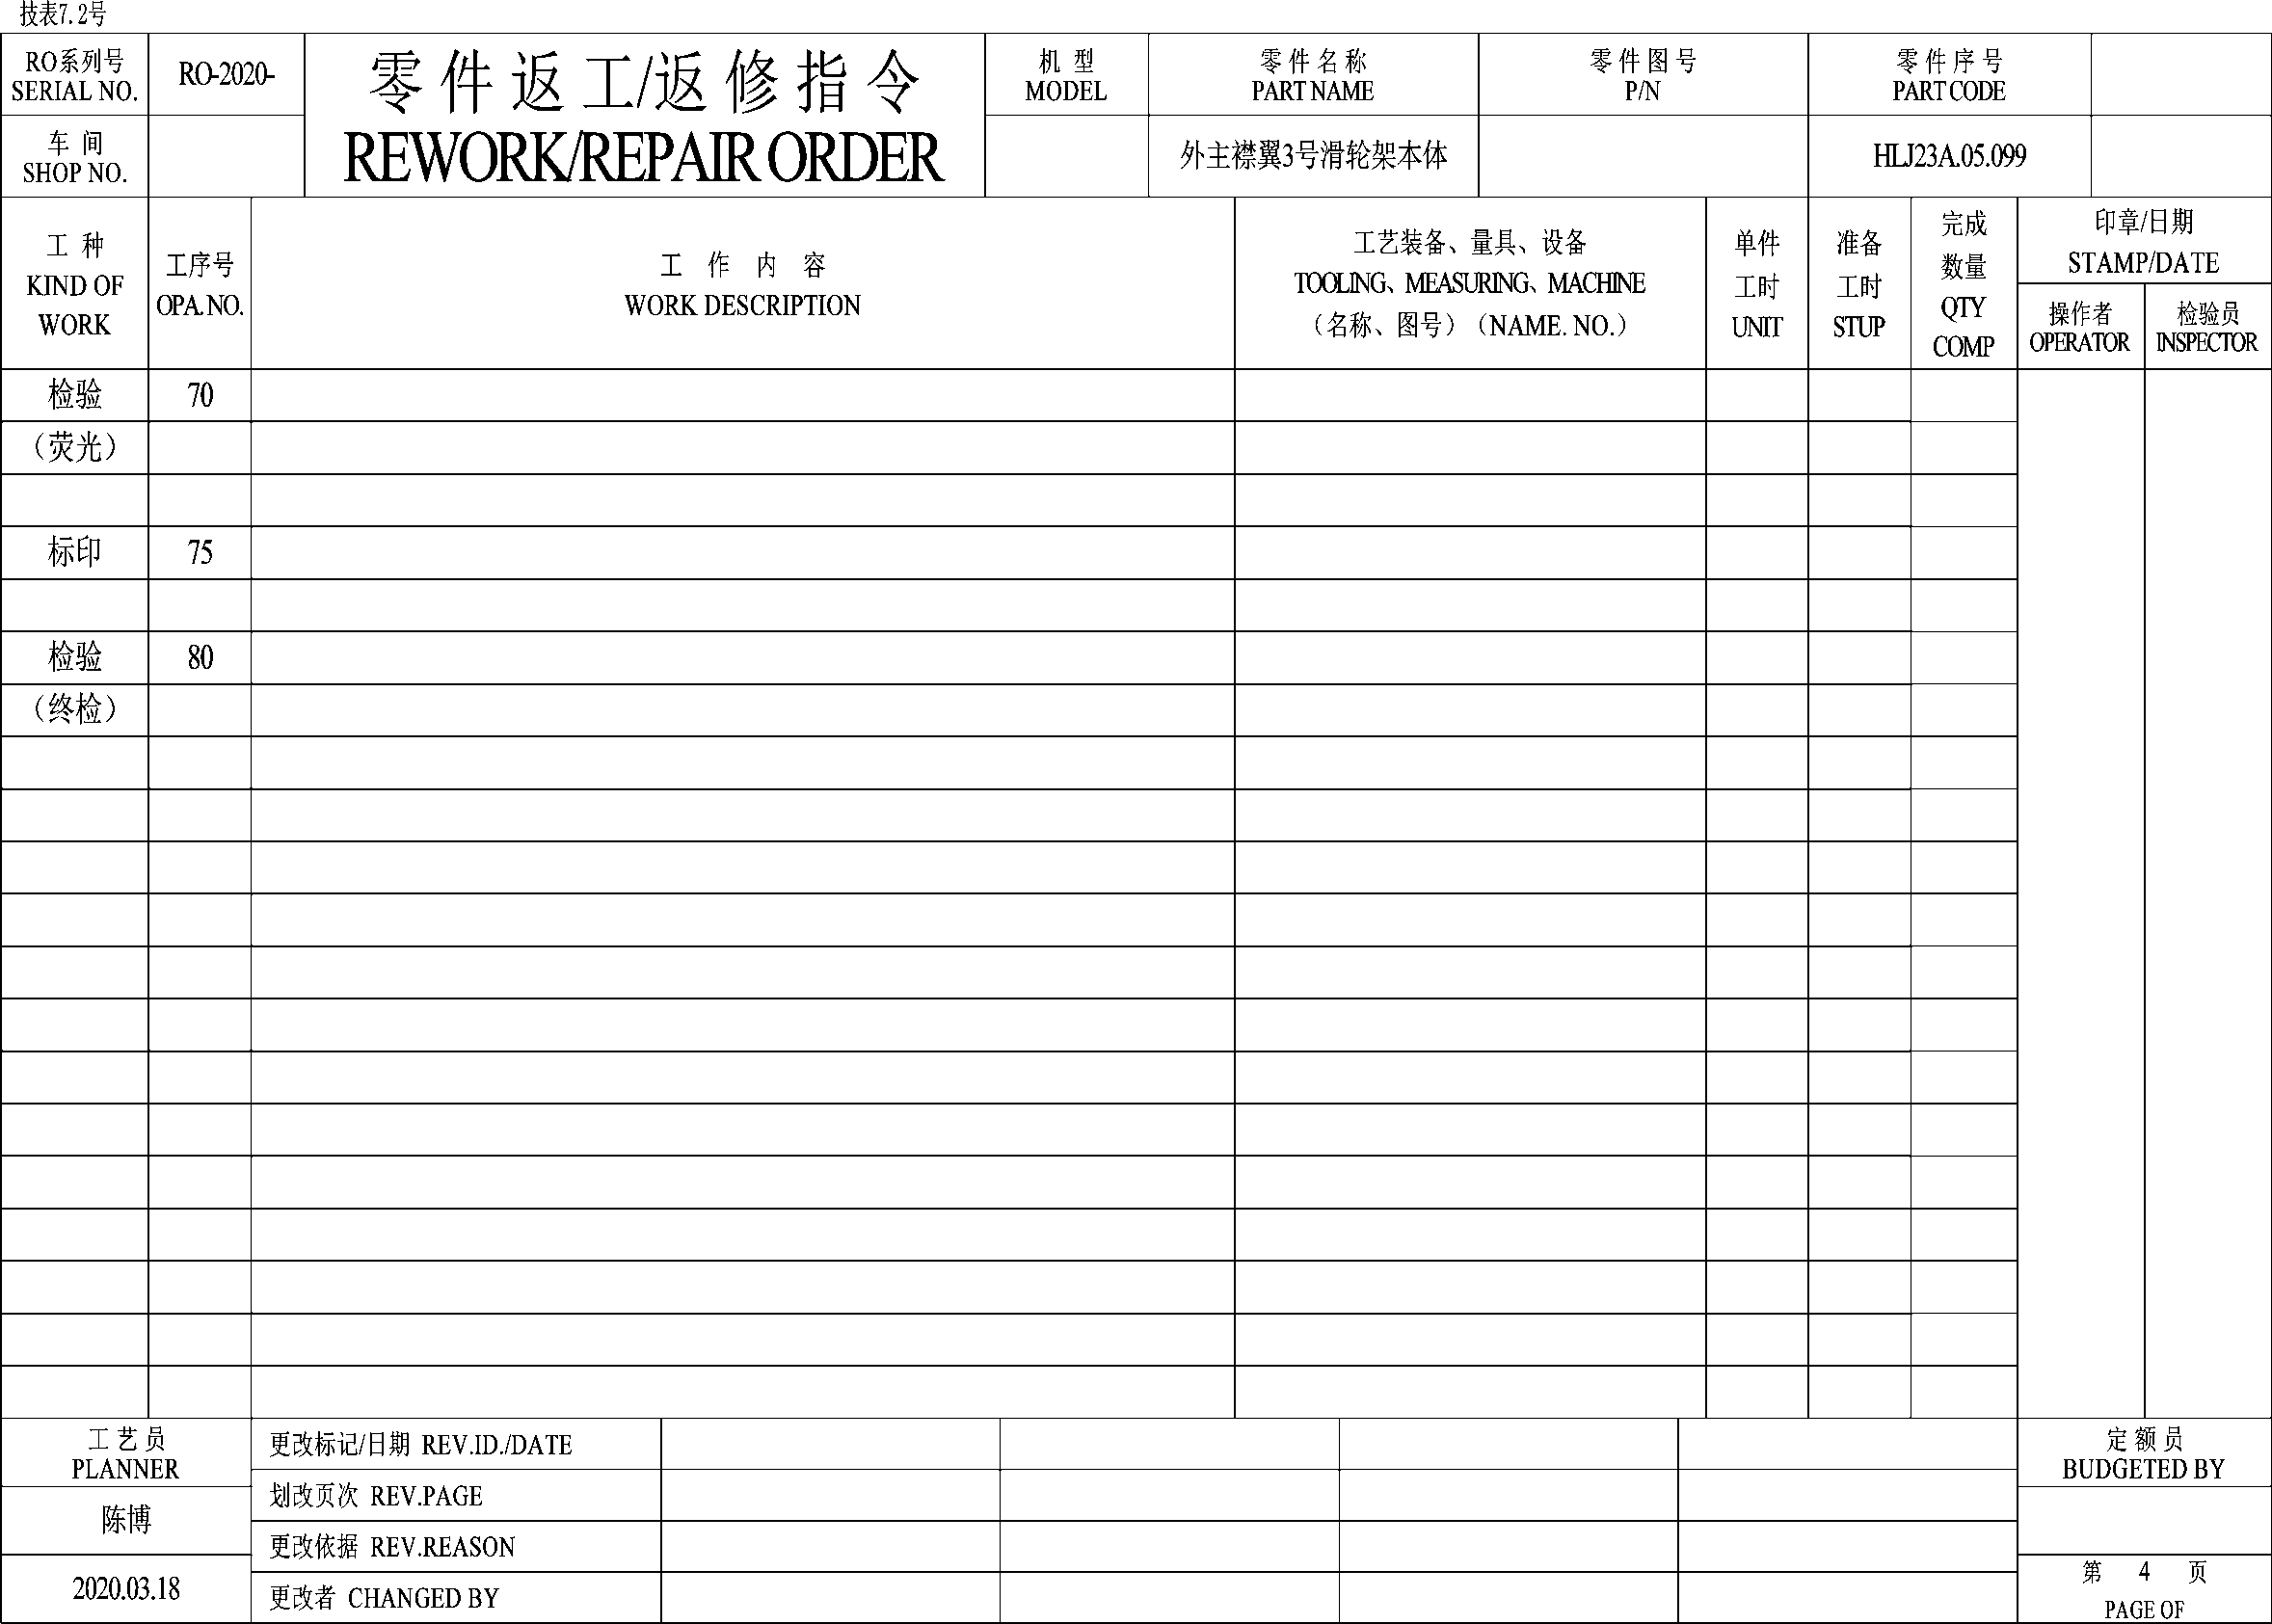 技表7.2号
RO系列号
SERIAL NO.
RO-2020-
零件返工/返修指令
REWORK/REPAIR ORDER
机 型
MODEL
零 件 名 称
PART NAME
零 件 图 号
P/N
零 件 序 号
PART CODE
车 间
SHOP NO.
外主襟翼3号滑轮架本体
HLJ23A.05.099
工 种
KIND OF
WORK
工序号
OPA. NO.
工 作 内 容
WORK DESCRIPTION
工艺装备、量具、设备
TOOLING、MEASURING、MACHINE
（名称、图号）（NAME. NO.）
单件
工时
UNIT
准备
工时
STUP
完成
数量
QTY
COMP
印章/日期
STAMP/DATE
操作者
OPERATOR
检验员
INSPECTOR
检验 70
（荧光）
标印 75
检验 80
（终检）
工 艺 员
PLANNER
陈博
2020.03.18
更改标记/日期 REV.ID./DATE
划改页次 REV.PAGE
更改依据 REV.REASON
更改者 CHANGED BY
定 额 员
BUDGETED BY
第 4 页
PAGE OF